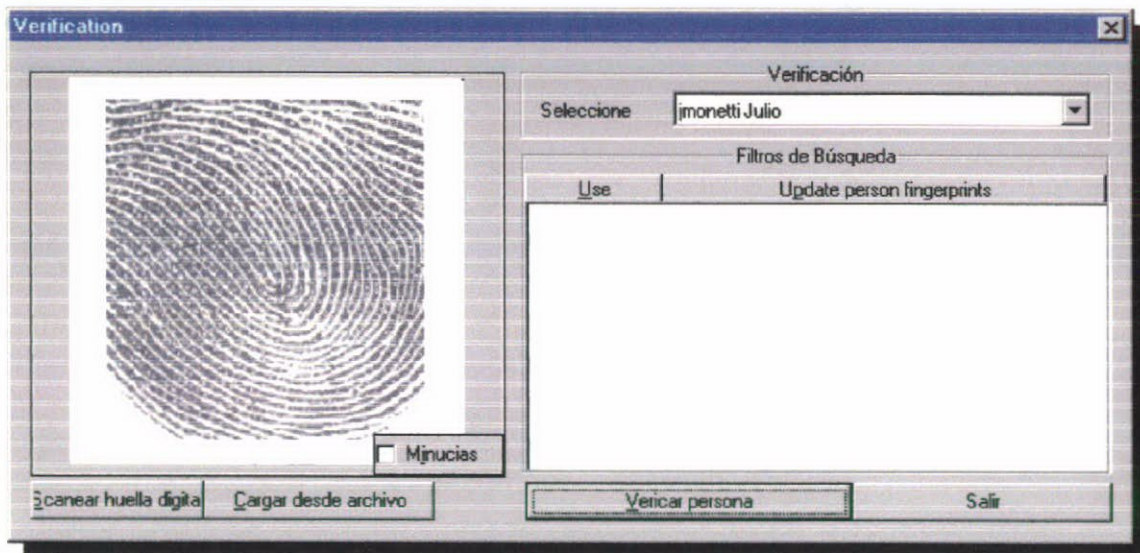 Verification
Verificación
Seleccione
jmonetti Julio
Filtros de Búsqueda
Use
Update person fingerprints
Minucias
Scanear huella digital
Cargar desde archivo
Vericar persona
Salir